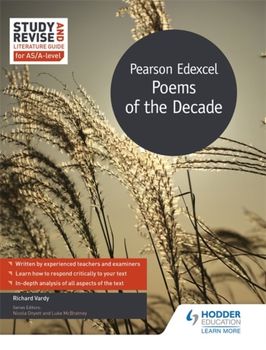 STUDY AND
REVISE
LITERATURE GUIDE
for AS/A-level
Pearson Edexcel
Poems
of the Decade
• Written by experienced teachers and examiners
• Learn how to respond critically to your text
• In-depth analysis of all aspects of the text
Richard Vardy
Series Editors:
Nicola Onyett and Luke McBratney
HODDER
EDUCATION
LEARN MORE